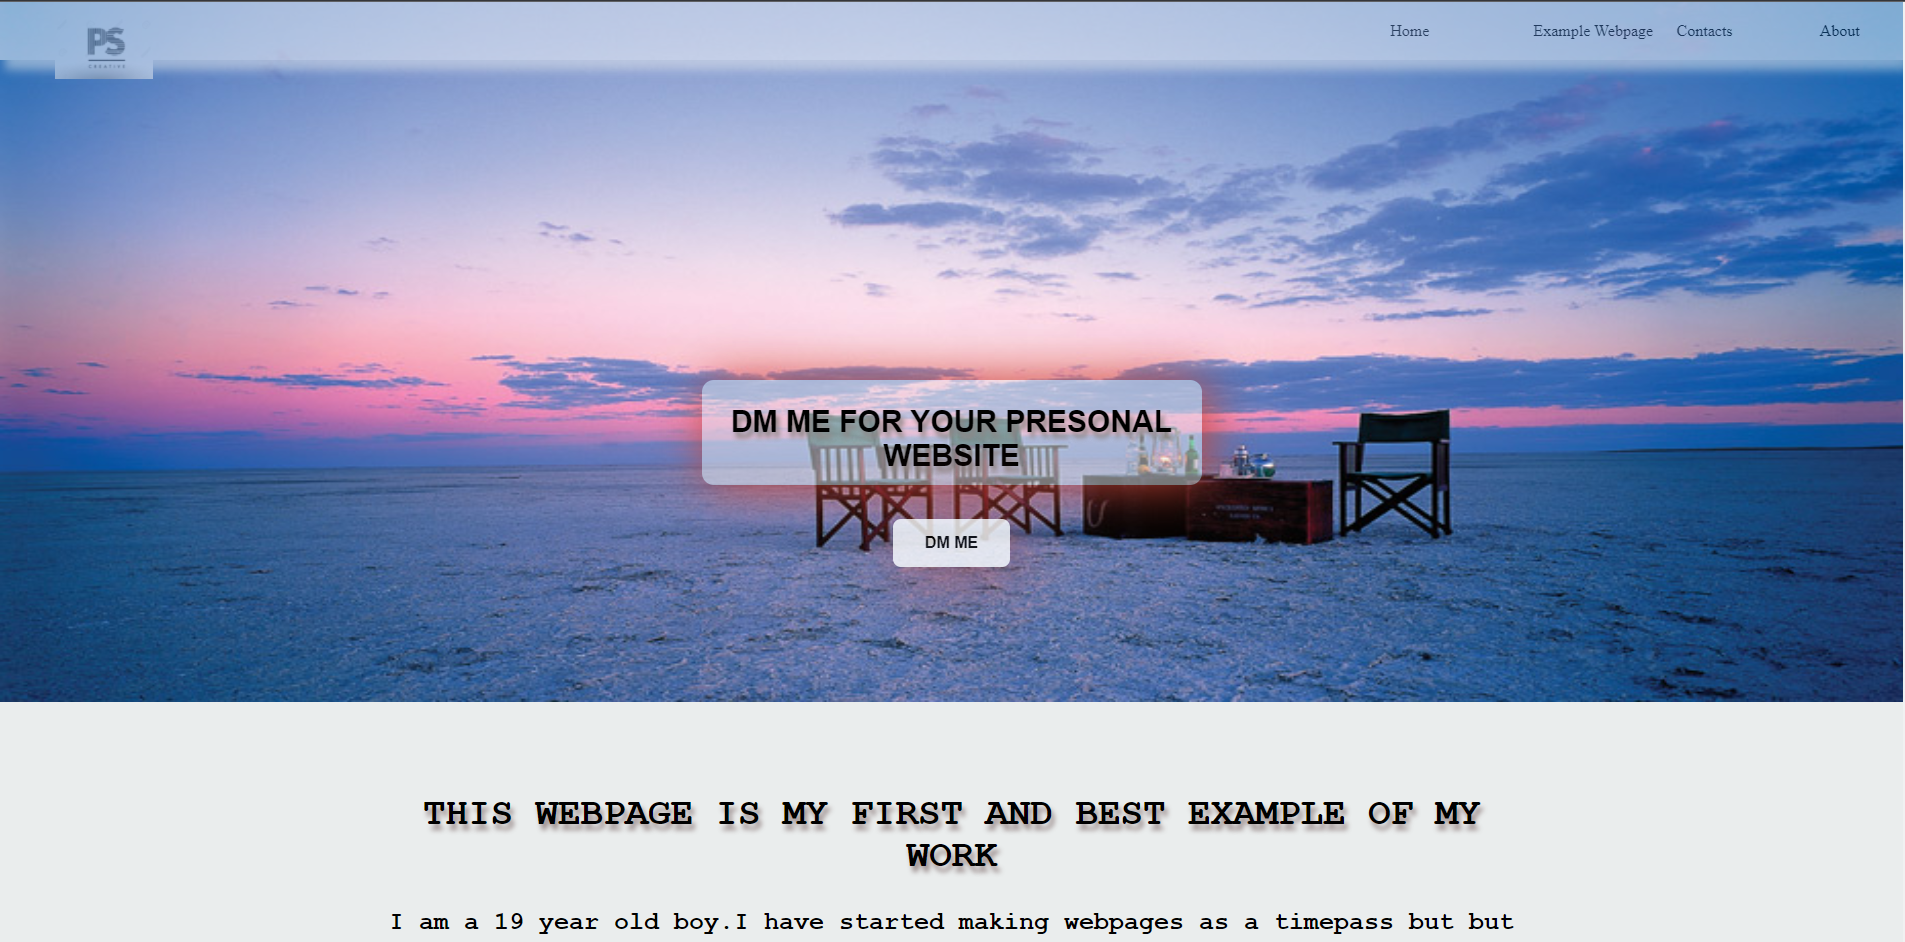 PS
CREATIVE
Home Example Webpage Contacts About
DM ME FOR YOUR PRESONAL
WEBSITE
DM ME
THIS WEBPAGE IS MY FIRST AND BEST EXAMPLE OF MY
WORK
I am a 19 year old boy.I have started making webpages as a timepass but but